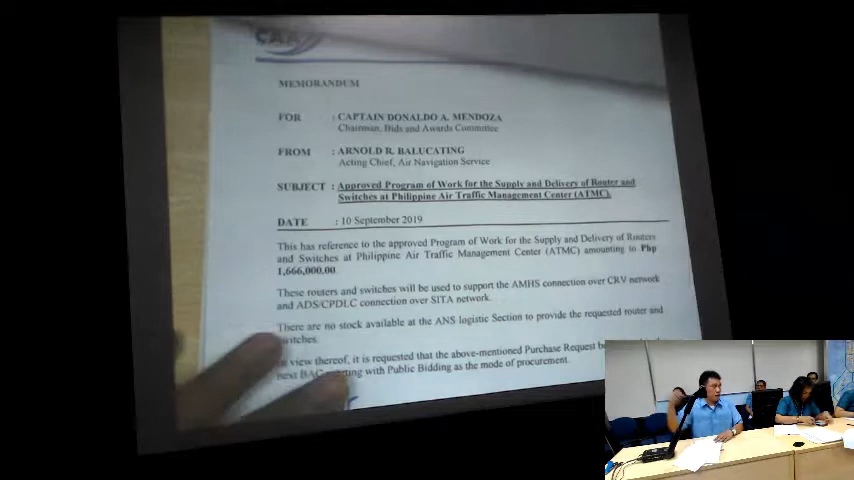 CAA
MEMORANDUM
FOR : CAPTAIN DONALDO A. MENDOZA
Chairman, Bids and Awards Committee
FROM : ARNOLD R. BALUCATING
Acting Chief, Air Navigation Service
SUBJECT : Approved Program of Work for the Supply and Delivery of Router and
Switches at Philippine Air Traffic Management Center (ATMC).
DATE : 10 September 2019
This has reference to the approved Program of Work for the Supply and Delivery of Routers
and Switches at Philippine Air Traffic Management Center (ATMC) amounting to Php
1,666,000.00
These routers and switches will be used to support the AMHS connection over CRV network
and ADS/CPDLC connection over SITA network.
There are no stock available at the ANS logistic Section to provide the requested router and
switches.
view thereof, it is requested that the above-mentioned Purchase Request
next BAC with Public Bidding as the mode of procurement.